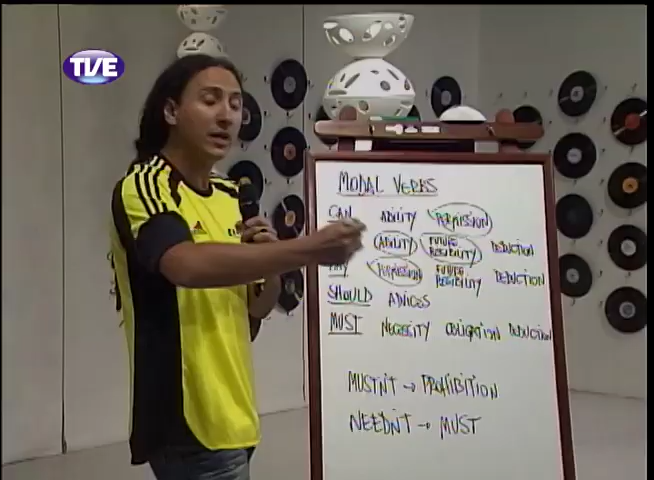 TVE
MODAL VERBS
CAN ABILITY PERMISSION
ABILITY FUTURE POSSIBILITY DEDUCTION
MAY PERMISSION FUTURE POSSIBILITY DEDUCTION
SHOULD ADVICES
MUST NECESSITY OBLIGATION DEDUCTION
MUSTN'T → PROHIBITION
NEEDN'T → MUST